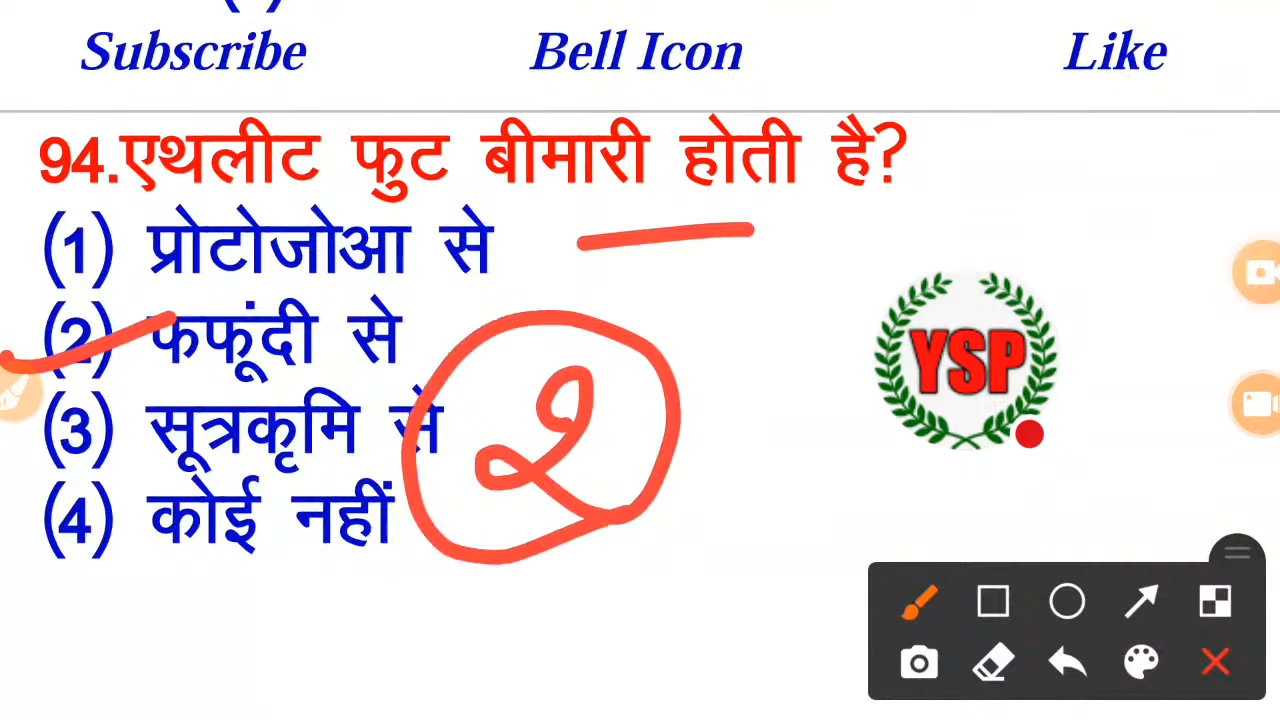 Subscribe Bell Icon Like
94.एथलीट फुट बीमारी होती है?
(1) प्रोटोजोआ से
(2) फफूंदी से
(3) सूत्रकृमि से
(4) कोई नहीं
2
YSP